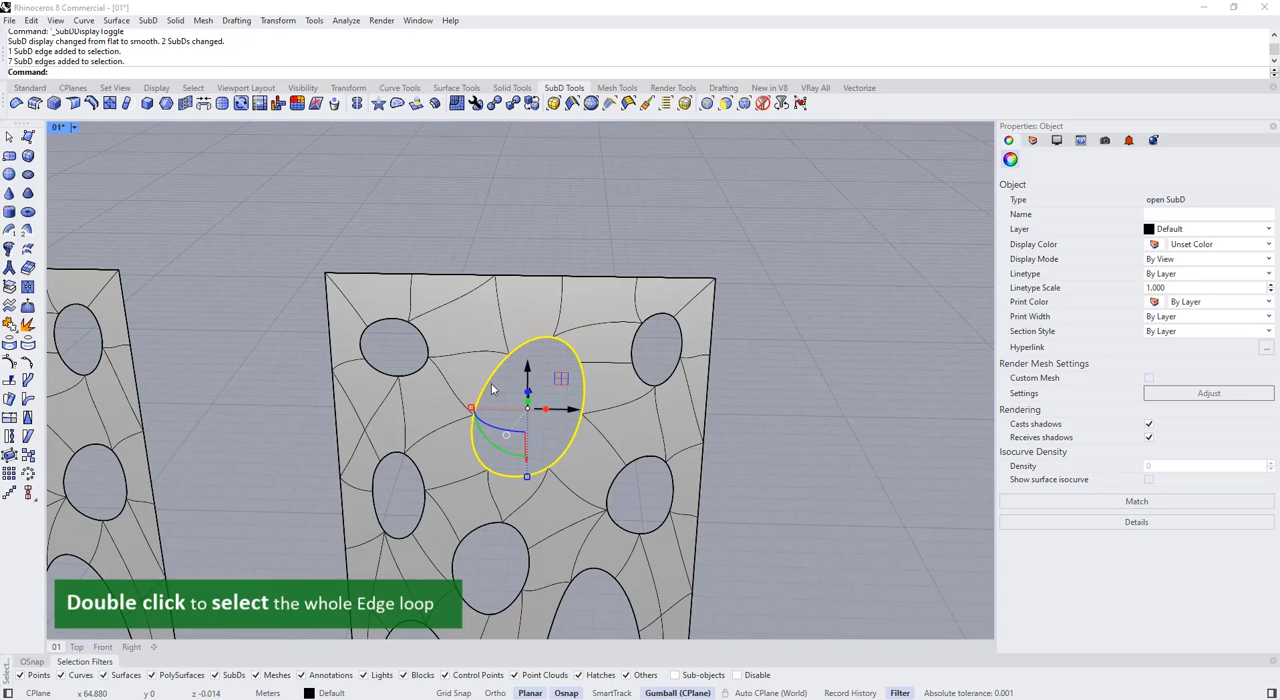 Rhinoceros 8 Commercial - [01*]
File Edit View Curve Surface SubD Solid Mesh Drafting Transform Tools Analyze Render Window Help
Command: '_SubDDisplayToggle
SubD display changed from flat to smooth. 2 SubDs changed.
1 SubD edge added to selection.
7 SubD edges added to selection.
Command:
Standard CPlanes Set View Display Select Viewport Layout Visibility Transform Curve Tools Surface Tools Solid Tools SubD Tools Mesh Tools Render Tools Drafting New in V8 VRay All Vectorize
01*
Properties: Object
Object
Type open SubD
Name
Layer Default
Display Color Unset Color
Display Mode By View
Linetype By Layer
Linetype Scale 1.000
Print Color By Layer
Print Width By Layer
Section Style By Layer
Hyperlink ...
Render Mesh Settings
Custom Mesh
Settings Adjust
Rendering
Casts shadows
Receives shadows
Isocurve Density
Density 0
Show surface isocurve
Match
Details
Double click to select the whole Edge loop
01 Top Front Right
OSnap Selection Filters
Select...
Points Curves Surfaces PolySurfaces SubDs Meshes Annotations Lights Blocks Control Points Point Clouds Hatches Others Sub-objects Disable
CPlane x 64.880 y 0 z -0.014 Meters Default Grid Snap Ortho Planar Osnap SmartTrack Gumball (CPlane) Auto CPlane (World) Record History Filter Absolute tolerance: 0.001